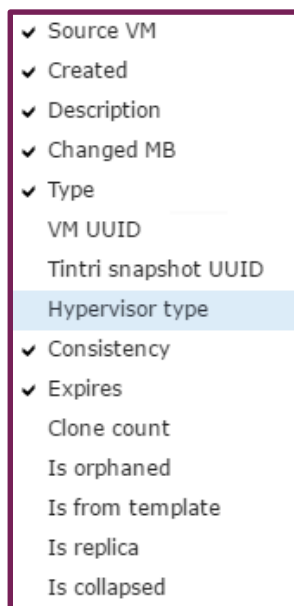 Source VM
Created
Description
Changed MB
Type
VM UUID
Tintri snapshot UUID
Hypervisor type
Consistency
Expires
Clone count
Is orphaned
Is from template
Is replica
Is collapsed